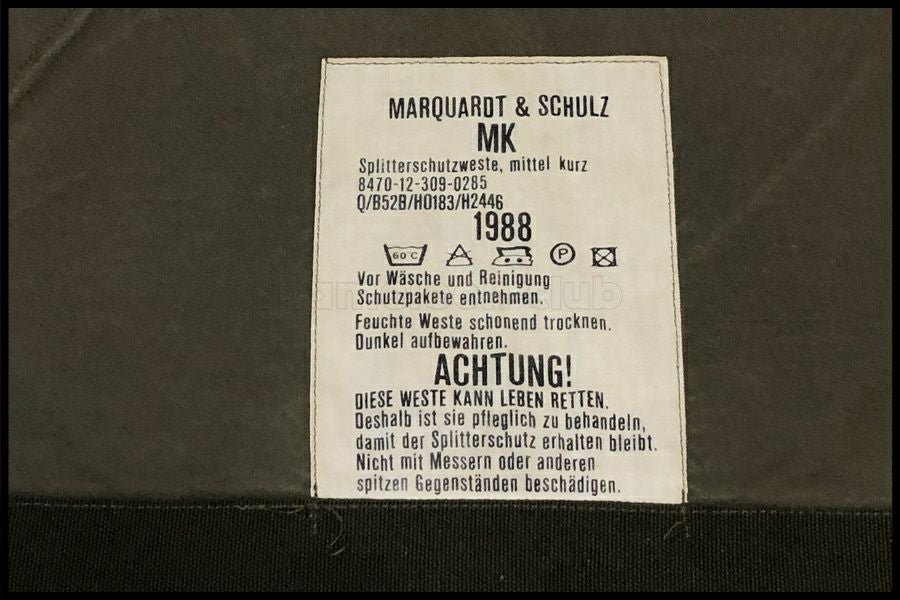 MARQUARDT & SCHULZ
MK
Splitterschutzweste, mittel kurz
8470-12-309-0285
Q/B52B/H0183/H2446
1988
60°C P
Vor Wäsche und Reinigung
Schutzpakete entnehmen.
Feuchte Weste schonend trocknen.
Dunkel aufbewahren.
ACHTUNG!
DIESE WESTE KANN LEBEN RETTEN.
Deshalb ist sie pfleglich zu behandeln,
damit der Splitterschutz erhalten bleibt.
Nicht mit Messern oder anderen
spitzen Gegenständen beschädigen.